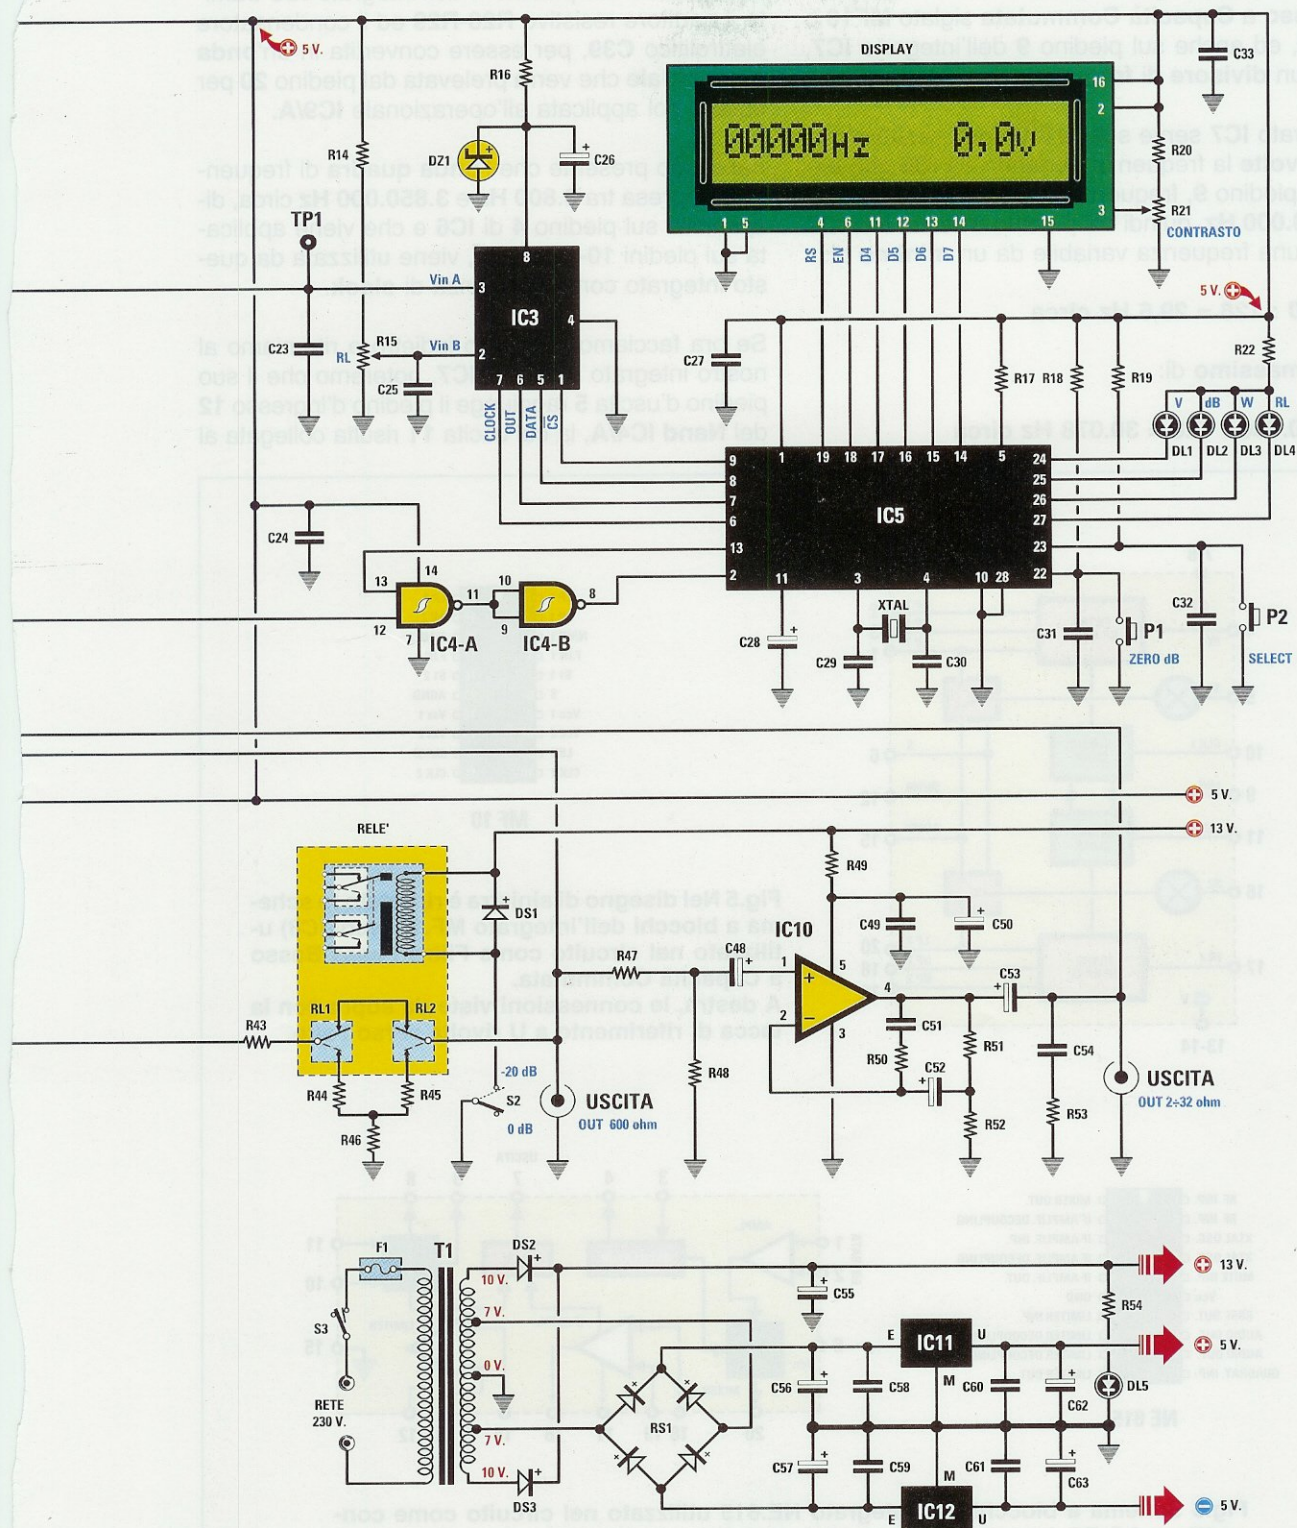 5 V.
R16
R14
DZ1
C26
TP1
C23
RL
R15
C25
Vin A
Vin B
3
2
8
IC3
4
7 6 5 1
CLOCK
OUT
DATA
CS
DISPLAY
00000Hz 0,0v
16
2
3
1 5 4 6 11 12 13 14 15
RS
EN
D4
D5
D6
D7
C33
R20
R21
CONTRASTO
5 V.
R22
C27
R17
R18
R19
V dB W RL
DL1 DL2 DL3 DL4
9
8
7
6
13
2
1 19 18 17 16 15 14 5
IC5
24
25
26
27
23
22
11 3 4 10 28
C24
13
12
14
7
11
IC4-A
10
9
8
IC4-B
C28
XTAL
C29
C30
C31
P1
ZERO dB
C32
P2
SELECT
5 V.
13 V.
RELE'
DS1
RL1
RL2
R43
R44
R45
R46
-20 dB
S2
0 dB
USCITA
OUT 600 ohm
R47
R48
C48
IC10
1
2
5
4
3
+
−
R49
C49
C50
C51
R50
C52
R51
R52
C53
C54
R53
USCITA
OUT 2÷32 ohm
F1
T1
S3
RETE
230 V.
10 V.
7 V.
0 V.
7 V.
10 V.
DS2
DS3
RS1
C55
C56
C57
C58
C59
E IC11 U
M
M
E IC12 U
C60
C61
C62
C63
R54
DL5
13 V.
5 V.
5 V.